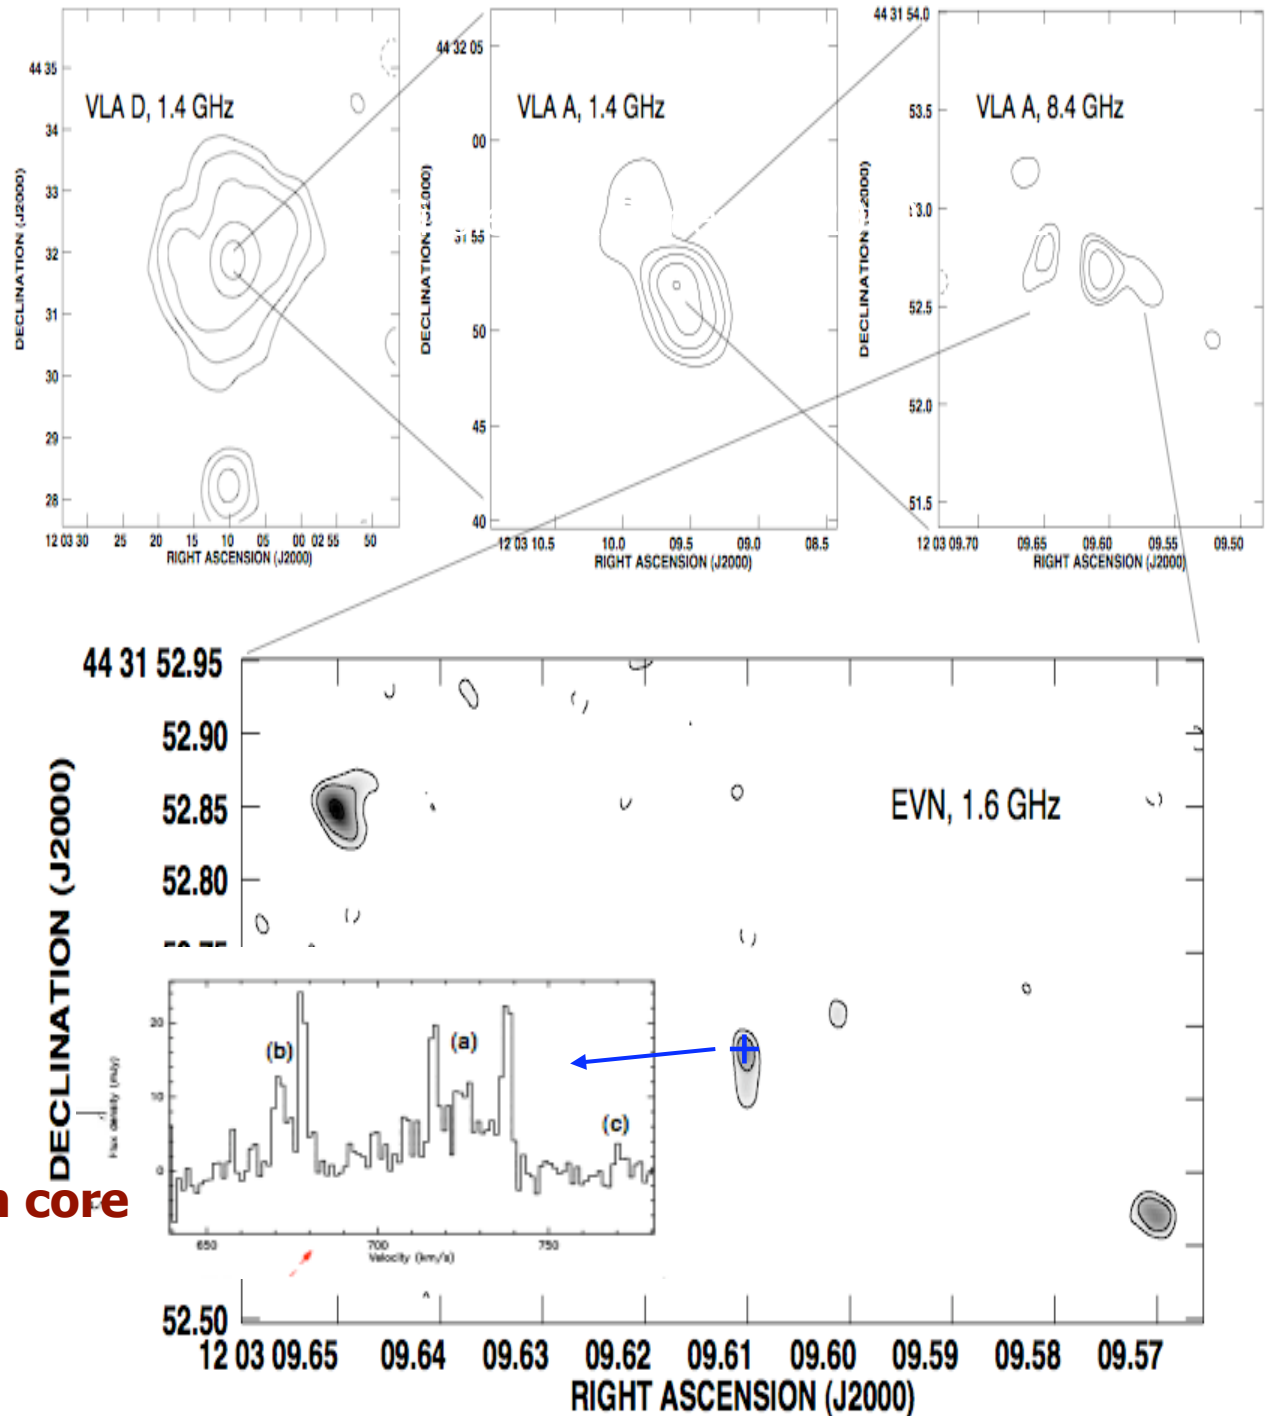 44 35
34
33
32
31
30
29
28
VLA D, 1.4 GHz
DECLINATION (J2000)
12 03 30 25 20 15 10 05 00 02 55 50
RIGHT ASCENSION (J2000)
44 32 05
00
55
50
45
40
VLA A, 1.4 GHz
DECLINATION (J2000)
12 03 10.5 10.0 09.5 09.0 08.5
RIGHT ASCENSION (J2000)
44 31 54.0
53.5
52.5
52.0
51.5
VLA A, 8.4 GHz
DECLINATION (J2000)
12 03 09.70 09.65 09.60 09.55 09.50
RIGHT ASCENSION (J2000)
44 31 52.95
52.90
52.85
52.80
52.50
EVN, 1.6 GHz
DECLINATION (J2000)
20
10
0
(b)
(a)
(c)
Flux density (mJy)
650 700 750
Velocity (km/s)
core
12 03 09.65 09.64 09.63 09.62 09.61 09.60 09.59 09.58 09.57
RIGHT ASCENSION (J2000)